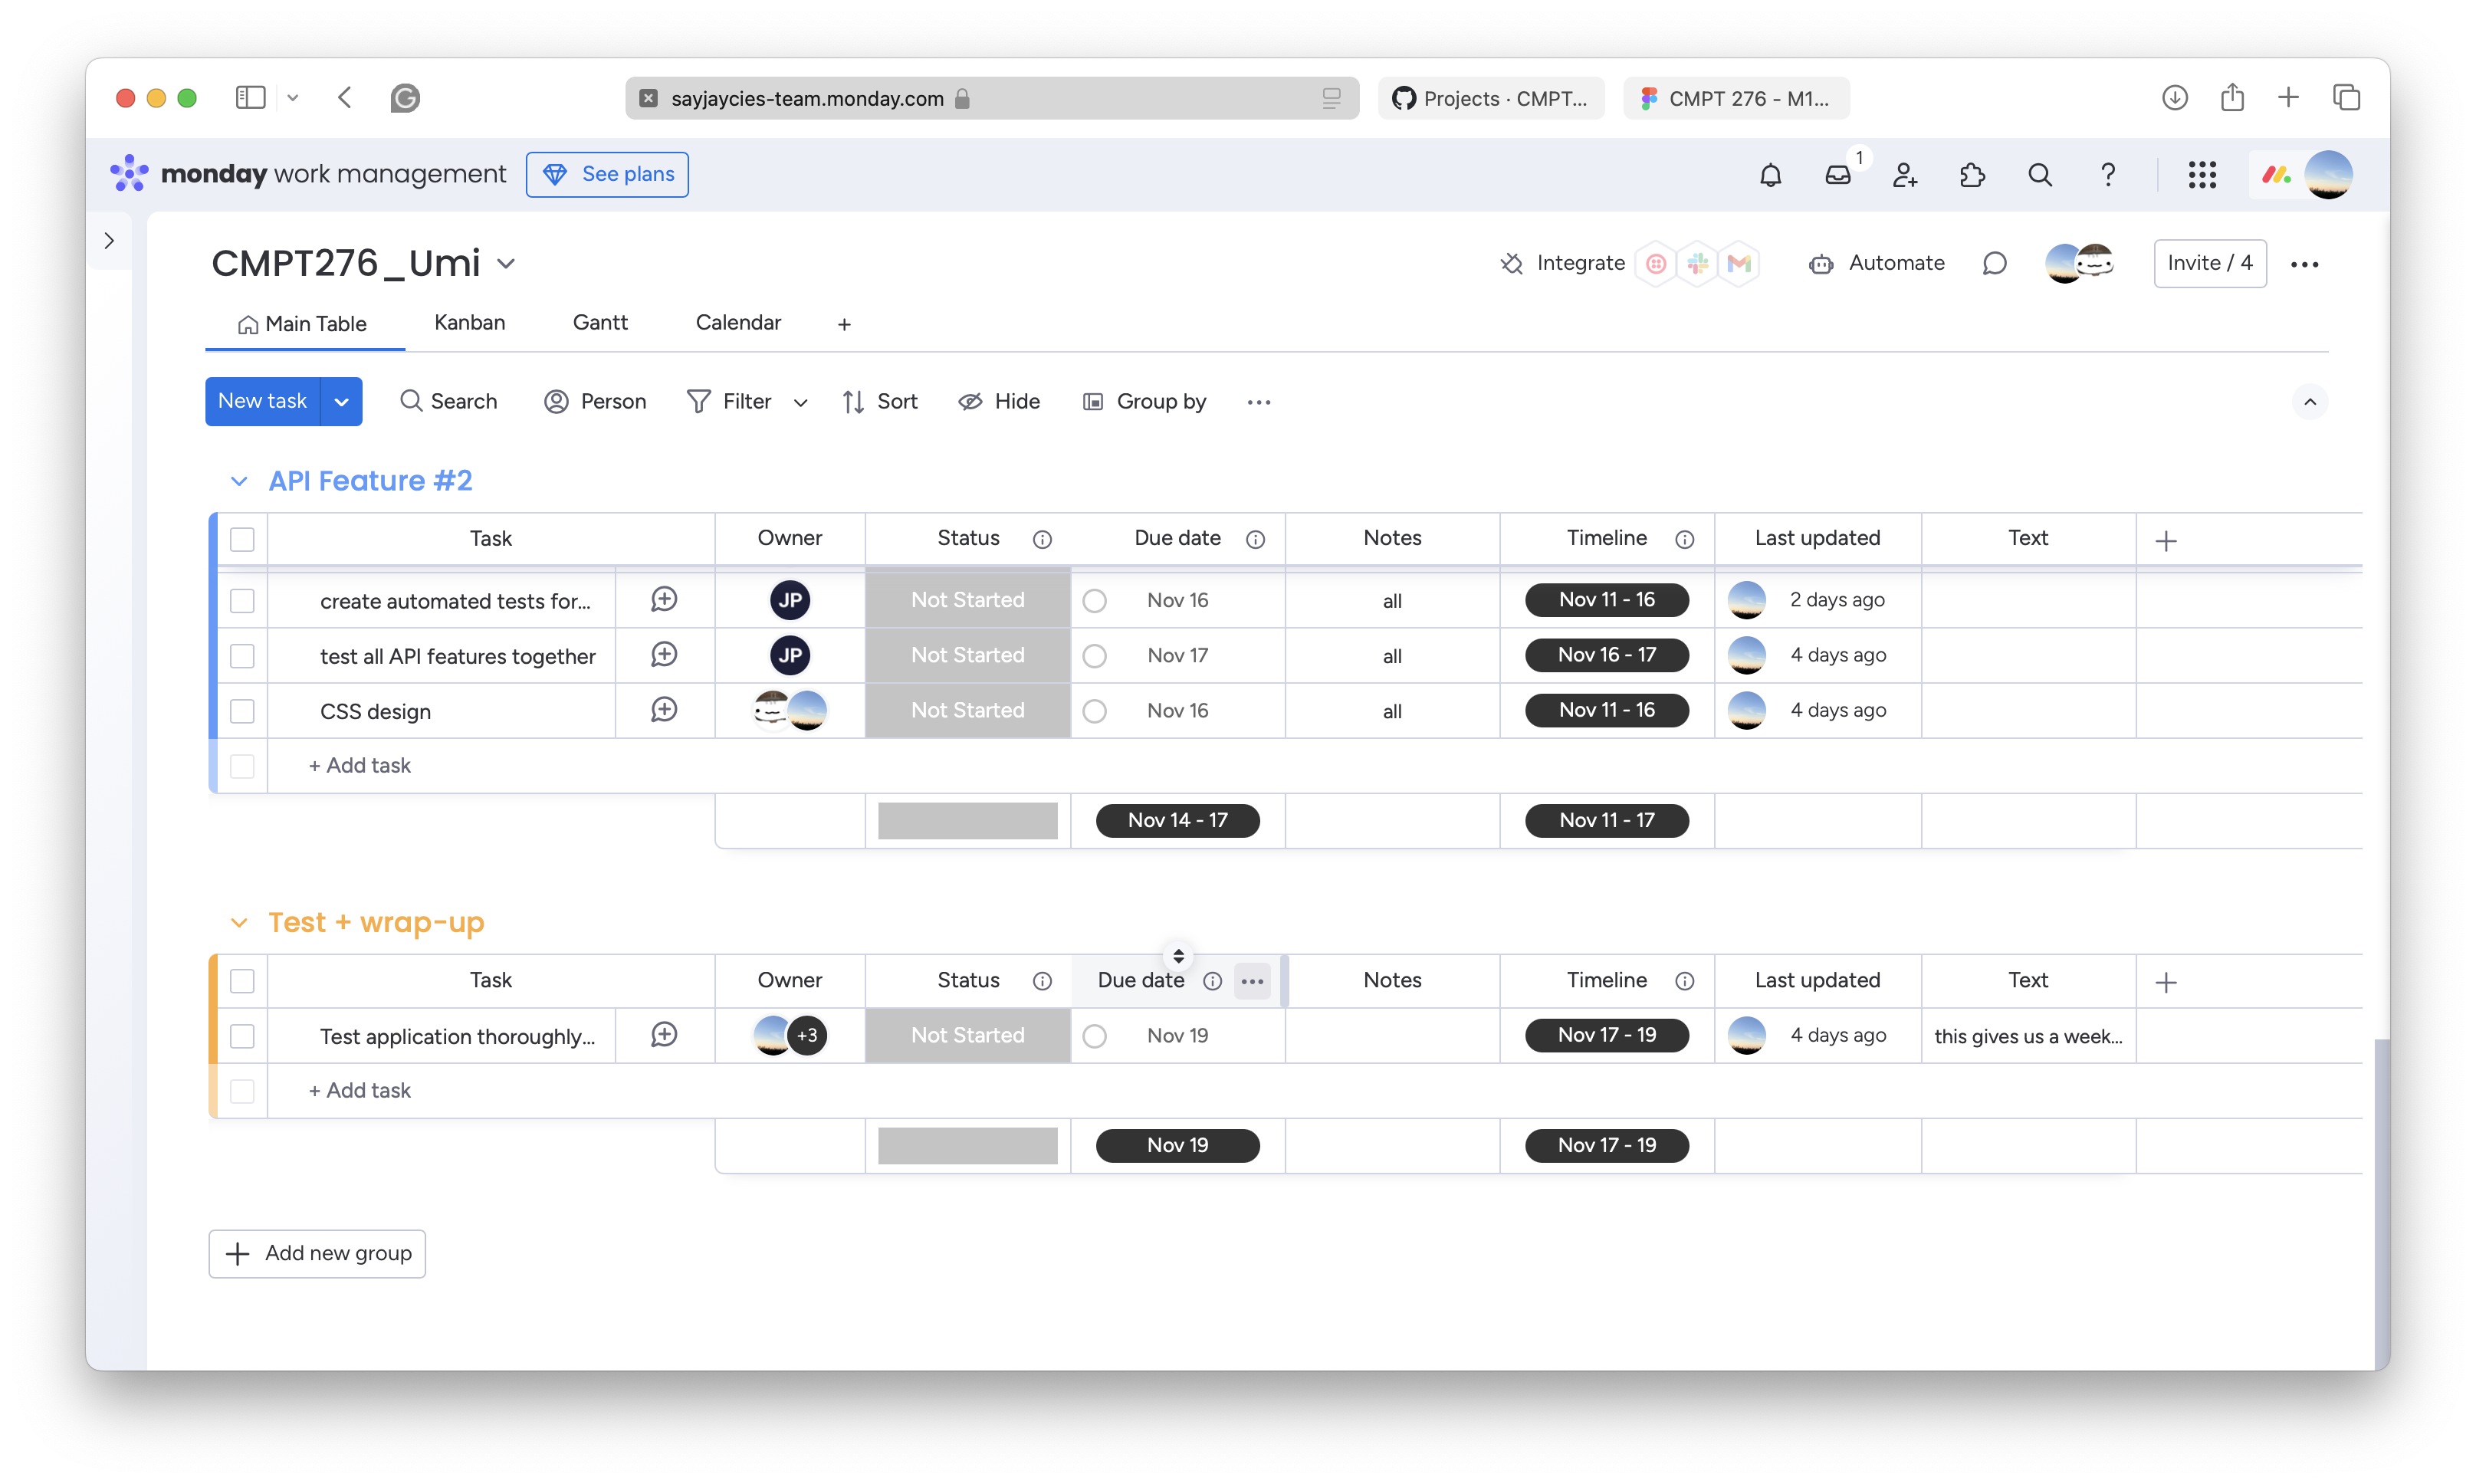 sayjaycies-team.monday.com
Projects · CMPT...
CMPT 276 - M1...
monday work management
See plans
1
CMPT276_Umi
Integrate
Automate
Invite / 4
Main Table
Kanban
Gantt
Calendar
New task
Search
Person
Filter
Sort
Hide
Group by
API Feature #2
Task Owner Status Due date Notes Timeline Last updated Text
create automated tests for... JP Not Started Nov 16 all Nov 11 - 16 2 days ago
test all API features together JP Not Started Nov 17 all Nov 16 - 17 4 days ago
CSS design Not Started Nov 16 all Nov 11 - 16 4 days ago
+ Add task
Nov 14 - 17 Nov 11 - 17
Test + wrap-up
Task Owner Status Due date Notes Timeline Last updated Text
Test application thoroughly... +3 Not Started Nov 19 Nov 17 - 19 4 days ago this gives us a week...
+ Add task
Nov 19 Nov 17 - 19
Add new group